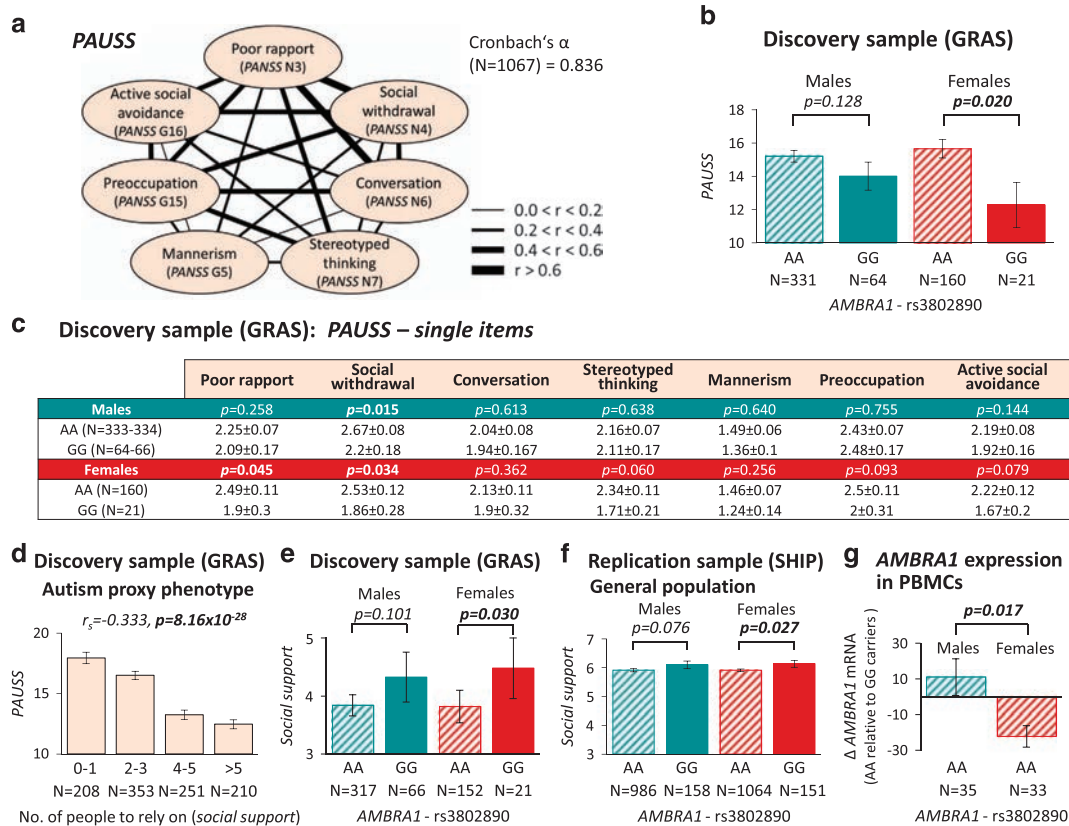 a
PAUSS
Cronbach's α
(N=1067) = 0.836
Poor rapport
(PANSS N3)
Active social
avoidance
(PANSS G16)
Social
withdrawal
(PANSS N4)
Preoccupation
(PANSS G15)
Conversation
(PANSS N6)
Mannerism
(PANSS G5)
Stereotyped
thinking
(PANSS N7)
0.0 < r < 0.2
0.2 < r < 0.4
0.4 < r < 0.6
r > 0.6
b
Discovery sample (GRAS)
Males Females
p=0.128 p=0.020
PAUSS
18
16
14
12
10
AA GG AA GG
N=331 N=64 N=160 N=21
AMBRA1 - rs3802890
c Discovery sample (GRAS): PAUSS – single items
Poor rapport Social withdrawal Conversation Stereotyped thinking Mannerism Preoccupation Active social avoidance
Males p=0.258 p=0.015 p=0.613 p=0.638 p=0.640 p=0.755 p=0.144
AA (N=333-334) 2.25±0.07 2.67±0.08 2.04±0.08 2.16±0.07 1.49±0.06 2.43±0.07 2.19±0.08
GG (N=64-66) 2.09±0.17 2.2±0.18 1.94±0.167 2.11±0.17 1.36±0.1 2.48±0.17 1.92±0.16
Females p=0.045 p=0.034 p=0.362 p=0.060 p=0.256 p=0.093 p=0.079
AA (N=160) 2.49±0.11 2.53±0.12 2.13±0.11 2.34±0.11 1.46±0.07 2.5±0.11 2.22±0.12
GG (N=21) 1.9±0.3 1.86±0.28 1.9±0.32 1.71±0.21 1.24±0.14 2±0.31 1.67±0.2
d Discovery sample (GRAS)
Autism proxy phenotype
rs=-0.333, p=8.16x10-28
PAUSS
20
15
10
0-1 2-3 4-5 >5
N=208 N=353 N=251 N=210
No. of people to rely on (social support)
e Discovery sample (GRAS)
Males Females
p=0.101 p=0.030
Social support
5
4
3
AA GG AA GG
N=317 N=66 N=152 N=21
AMBRA1 - rs3802890
f Replication sample (SHIP)
General population
Males Females
p=0.076 p=0.027
Social support
7
6
5
4
3
AA GG AA GG
N=986 N=158 N=1064 N=151
AMBRA1 - rs3802890
g AMBRA1 expression
in PBMCs
p=0.017
Males Females
Δ AMBRA1 mRNA
(AA relative to GG carriers )
30
10
-10
-30
AA AA
N=35 N=33
AMBRA1 - rs3802890